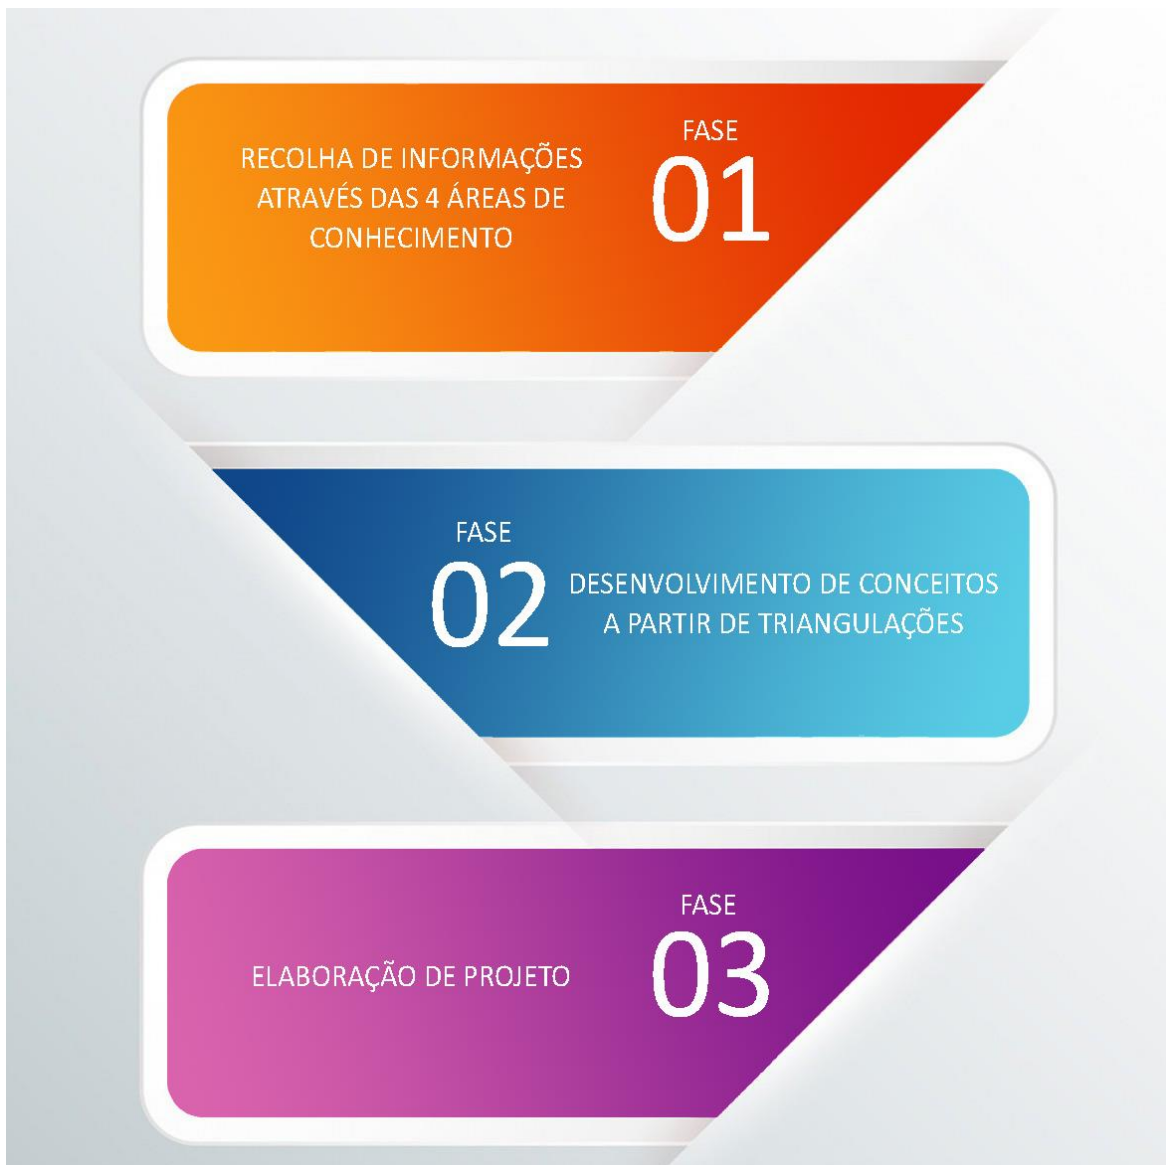 RECOLHA DE INFORMAÇÕES
ATRAVÉS DAS 4 ÁREAS DE
CONHECIMENTO
FASE
01
FASE
02
DESENVOLVIMENTO DE CONCEITOS
A PARTIR DE TRIANGULAÇÕES
ELABORAÇÃO DE PROJETO
FASE
03